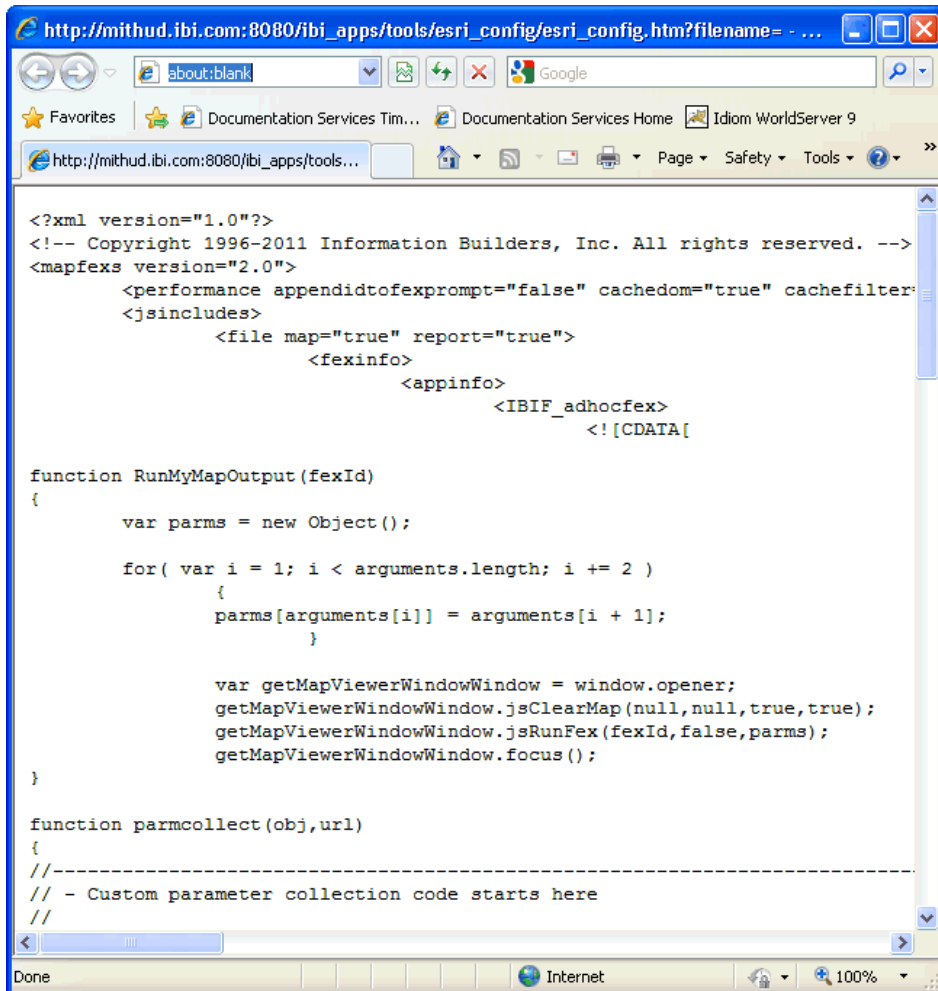 http://mithud.ibi.com:8080/ibi_apps/tools/esri_config/esri_config.htm?filename= - ...
about:blank
Google
Favorites
Documentation Services Tim...
Documentation Services Home
Idiom WorldServer 9
http://mithud.ibi.com:8080/ibi_apps/tools...
Page
Safety
Tools
»
<?xml version="1.0"?>
<!-- Copyright 1996-2011 Information Builders, Inc. All rights reserved. -->
<mapfexs version="2.0">
<performance appendidtofexprompt="false" cachedom="true" cachefilter=
<jsincludes>
<file map="true" report="true">
<fexinfo>
<appinfo>
<IBIF_adhocfex>
<![CDATA[
function RunMyMapOutput(fexId)
{
var parms = new Object();
for( var i = 1; i < arguments.length; i += 2 )
{
parms[arguments[i]] = arguments[i + 1];
}
var getMapViewerWindowWindow = window.opener;
getMapViewerWindowWindow.jsClearMap(null,null,true,true);
getMapViewerWindowWindow.jsRunFex(fexId,false,parms);
getMapViewerWindowWindow.focus();
}
function parmcollect(obj,url)
{
//---------------------------------------------------------------------------
// - Custom parameter collection code starts here
//
Done
Internet
100%